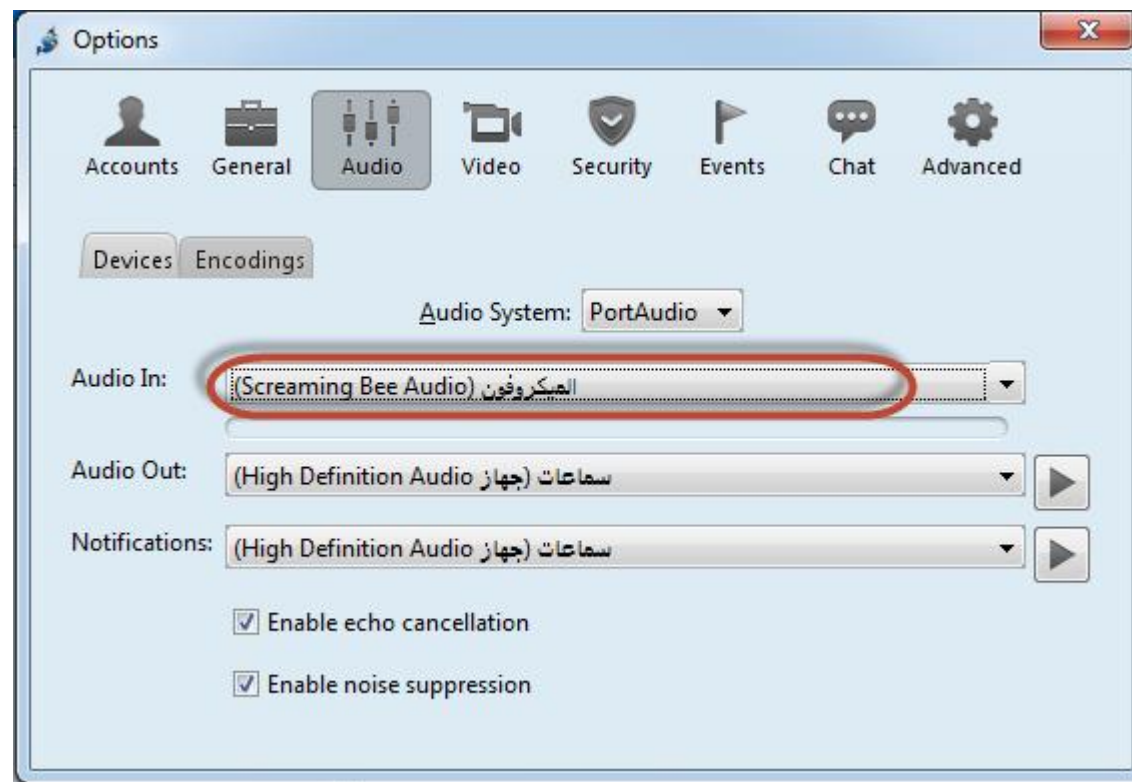 Options
Accounts General Audio Video Security Events Chat Advanced
Devices Encodings
Audio System: PortAudio
Audio In: الميكروفون (Screaming Bee Audio)
Audio Out: سماعات (جهاز High Definition Audio)
Notifications: سماعات (جهاز High Definition Audio)
Enable echo cancellation
Enable noise suppression